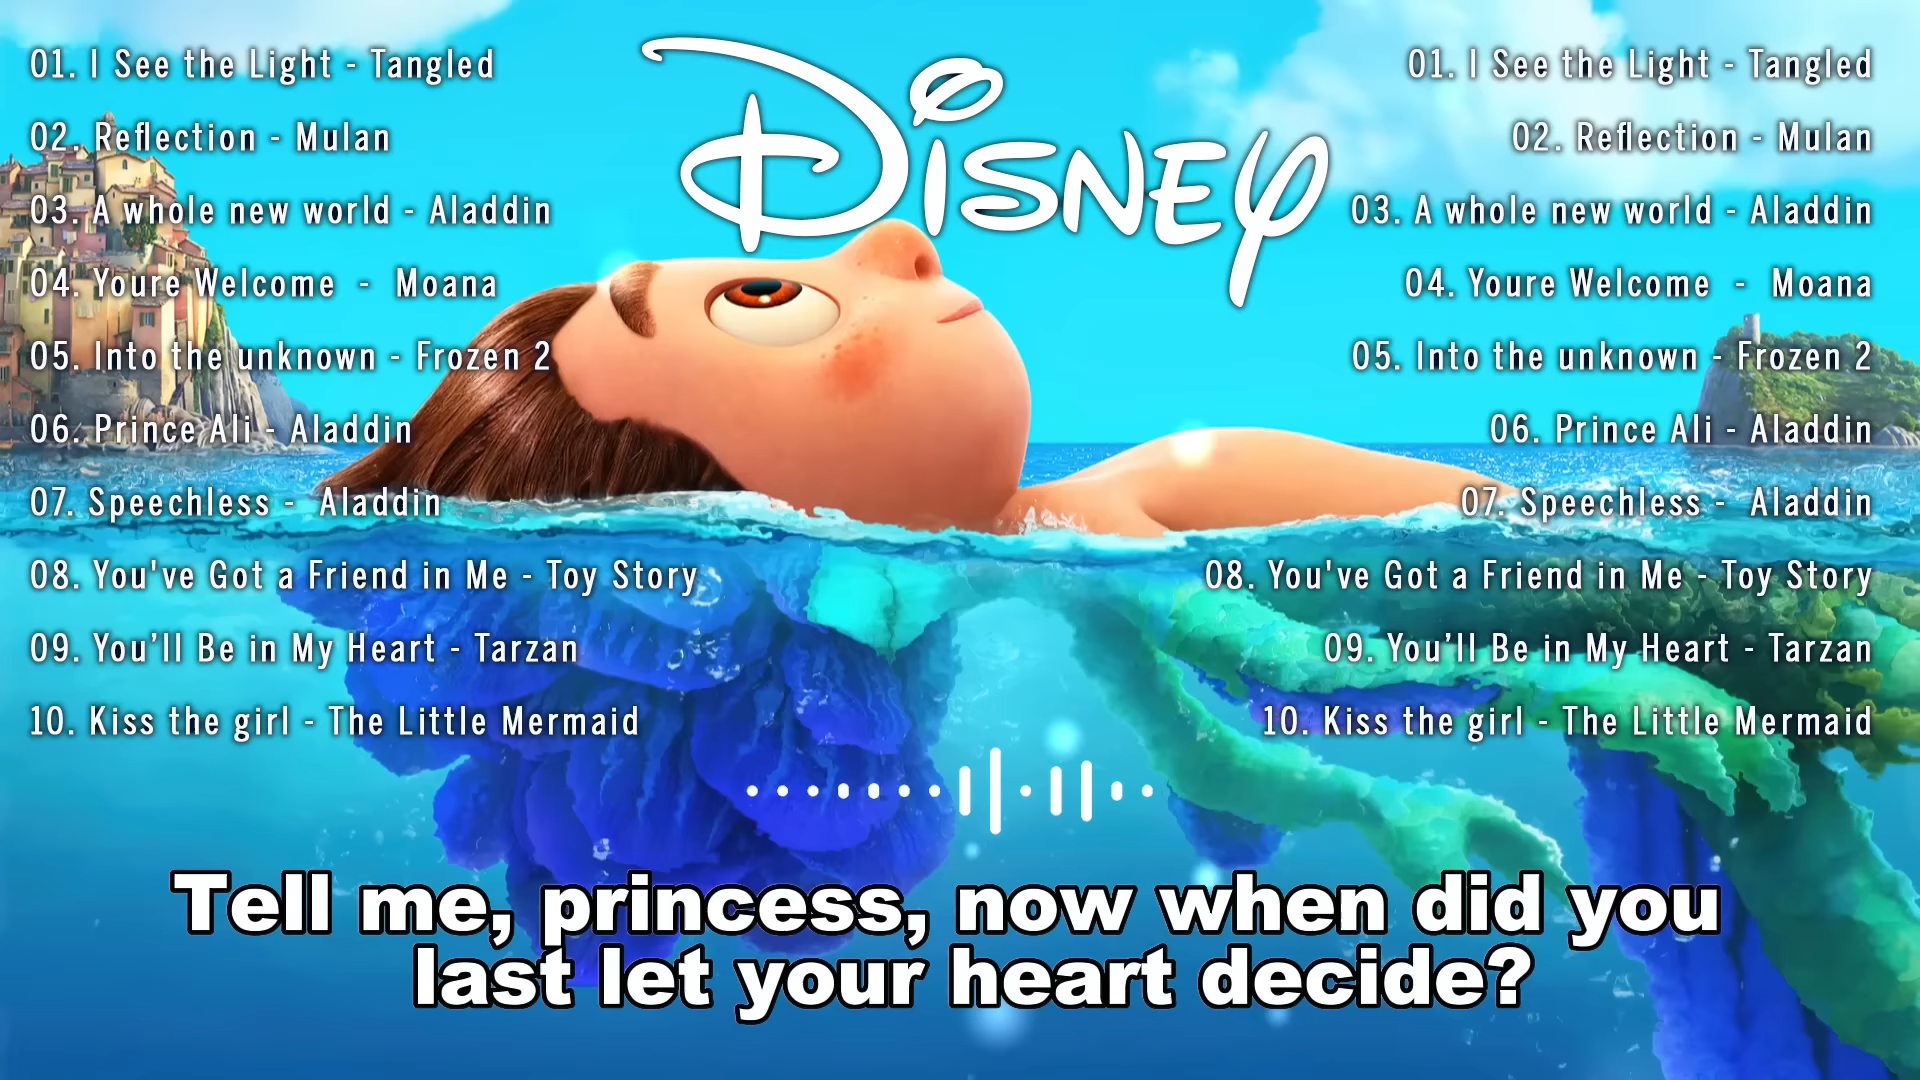 DISNEY
01. I See the Light - Tangled
02. Reflection - Mulan
03. A whole new world - Aladdin
04. Youre Welcome  -  Moana
05. Into the unknown - Frozen 2
06. Prince Ali - Aladdin
07. Speechless -  Aladdin
08. You've Got a Friend in Me - Toy Story
09. You’ll Be in My Heart - Tarzan
10. Kiss the girl - The Little Mermaid
01. I See the Light - Tangled
02. Reflection - Mulan
03. A whole new world - Aladdin
04. Youre Welcome  -  Moana
05. Into the unknown - Frozen 2
06. Prince Ali - Aladdin
07. Speechless -  Aladdin
08. You've Got a Friend in Me - Toy Story
09. You’ll Be in My Heart - Tarzan
10. Kiss the girl - The Little Mermaid
Tell me, princess, now when did you
last let your heart decide?